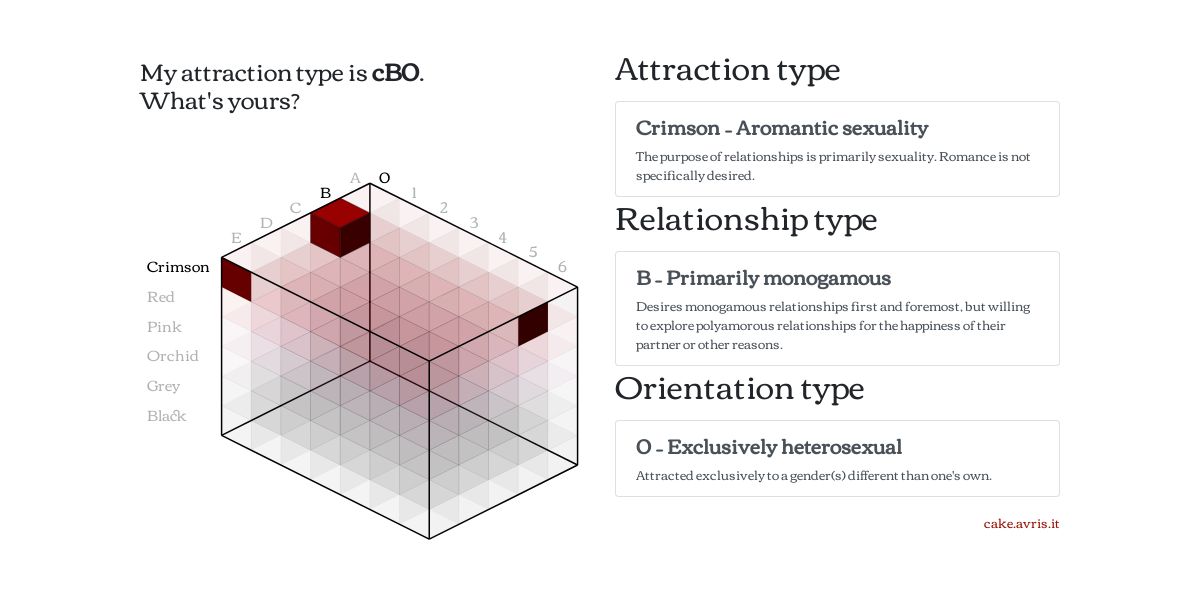 My attraction type is cBO.
What's yours?
A O
B 1
C 2
D 3
E 4
5
6
Crimson
Red
Pink
Orchid
Grey
Black
Attraction type
Crimson - Aromantic sexuality
The purpose of relationships is primarily sexuality. Romance is not
specifically desired.
Relationship type
B - Primarily monogamous
Desires monogamous relationships first and foremost, but willing
to explore polyamorous relationships for the happiness of their
partner or other reasons.
Orientation type
O - Exclusively heterosexual
Attracted exclusively to a gender(s) different than one's own.
cake.avris.it